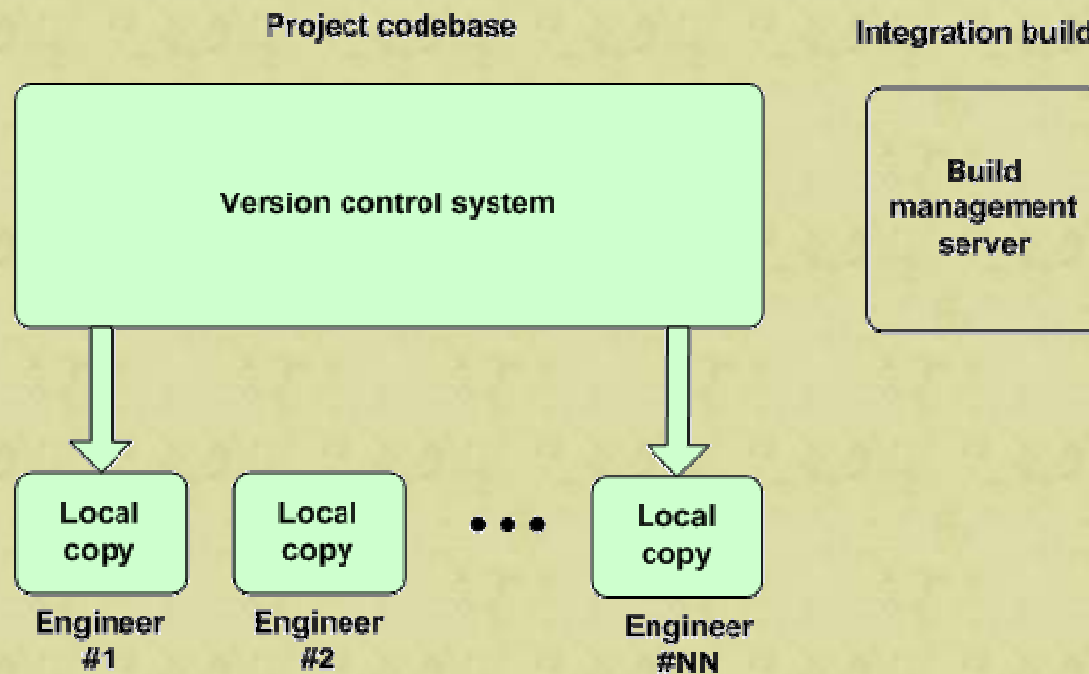 Project codebase
Integration build
Version control system
Build
management
server
Local
copy
Local
copy
Local
copy
Engineer
#1
Engineer
#2
Engineer
#NN